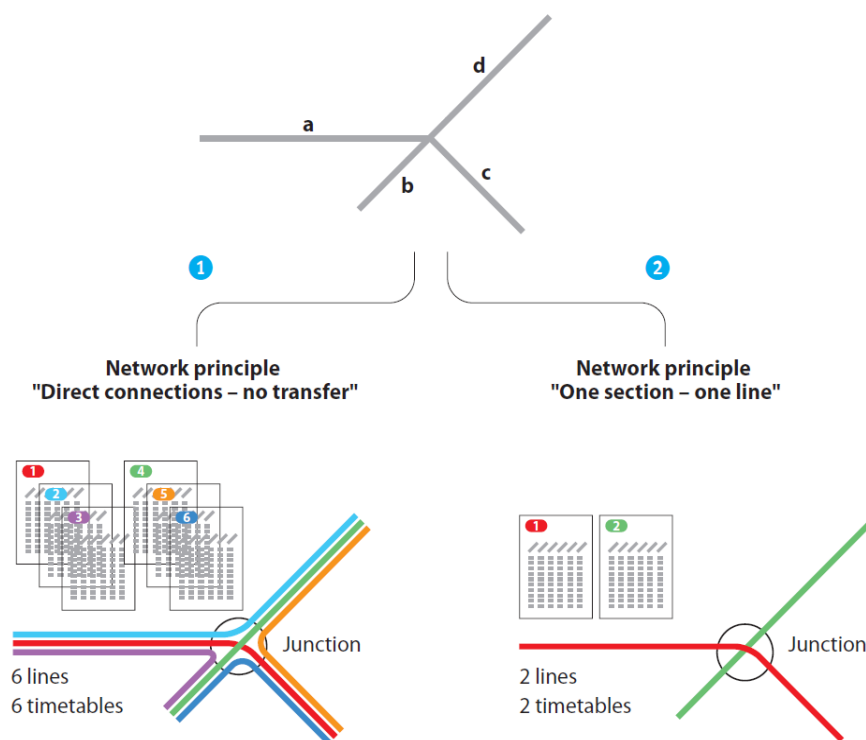 d
a
c
b
1
2
Network principle
"Direct connections – no transfer"
Network principle
"One section – one line"
1
4
2
5
3
6
1
2
Junction
6 lines
6 timetables
Junction
2 lines
2 timetables